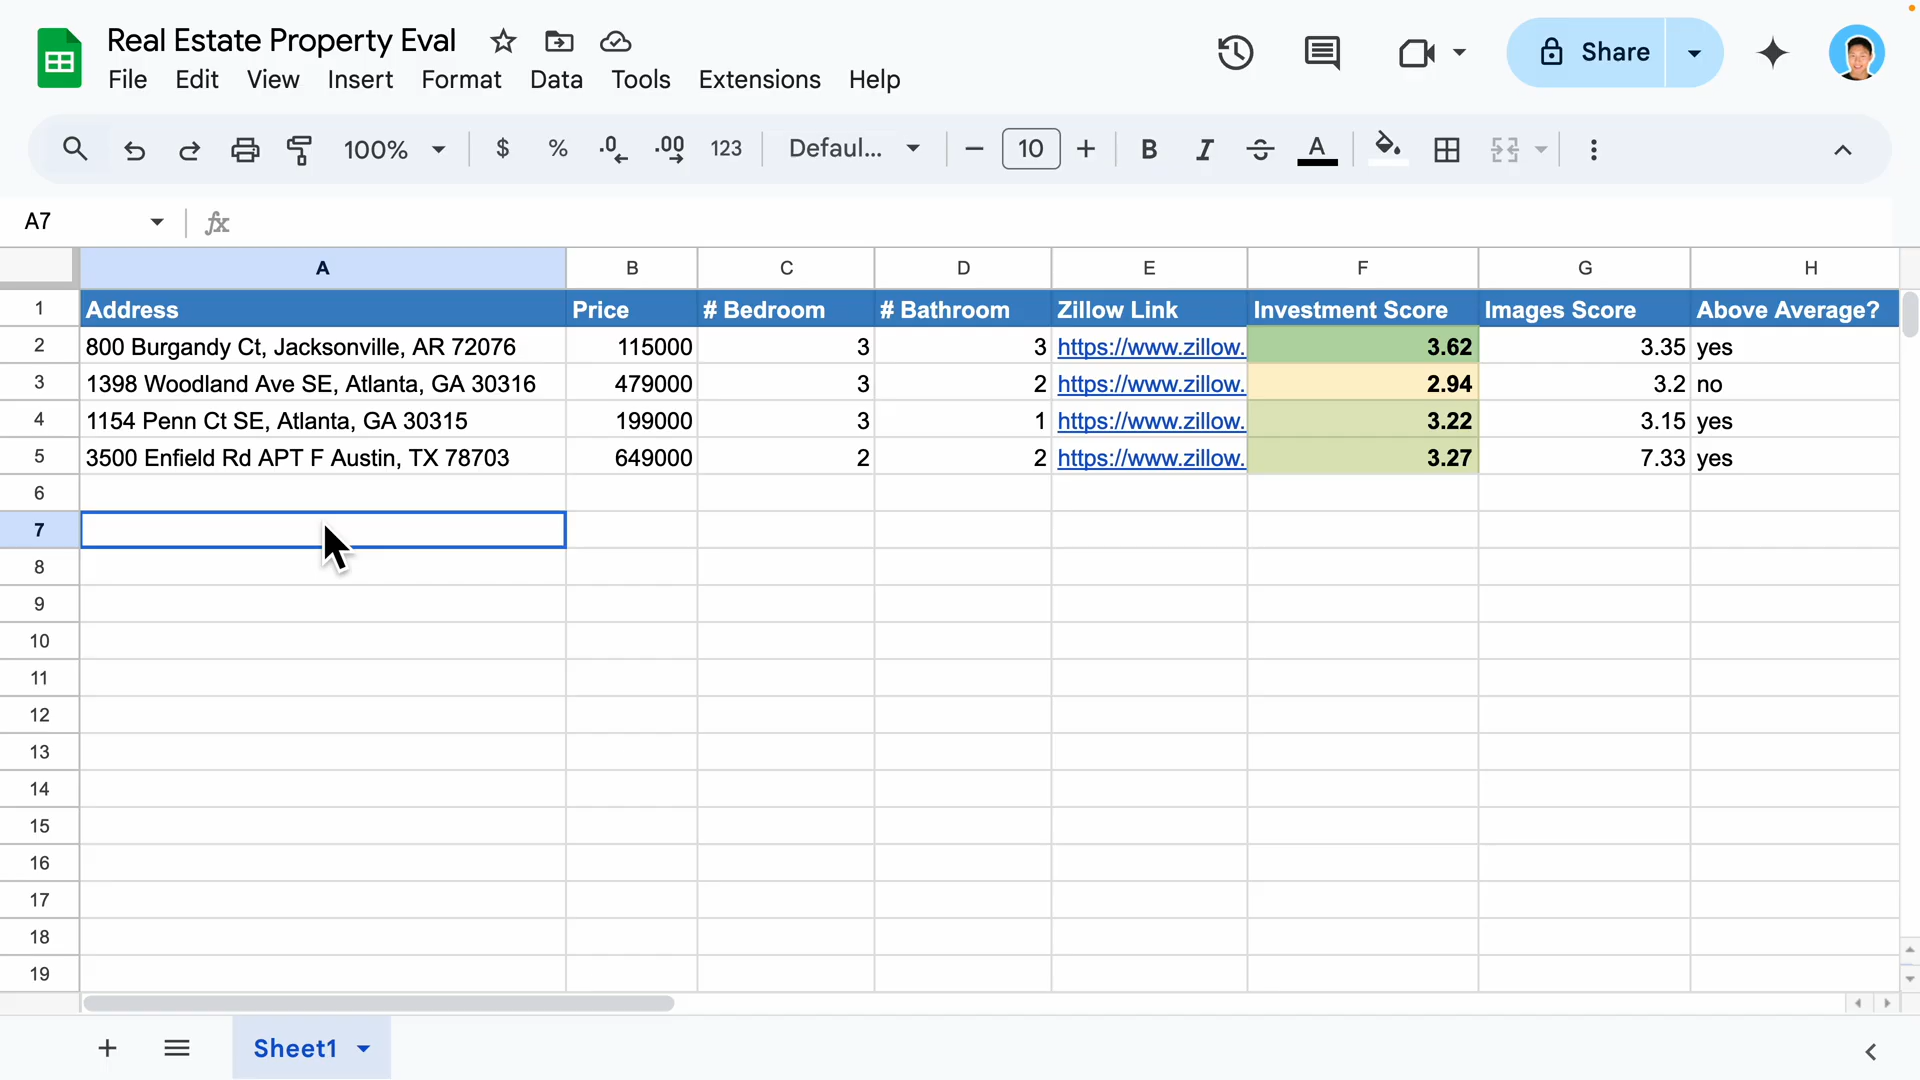 Real Estate Property Eval
File Edit View Insert Format Data Tools Extensions Help
Share
100% $ % .0 .00 123 Defaul... 10 B I A
A7 fx
A B C D E F G H
1 Address Price # Bedroom # Bathroom Zillow Link Investment Score Images Score Above Average?
2 800 Burgandy Ct, Jacksonville, AR 72076 115000 3 3 https://www.zillow. 3.62 3.35 yes
3 1398 Woodland Ave SE, Atlanta, GA 30316 479000 3 2 https://www.zillow. 2.94 3.2 no
4 1154 Penn Ct SE, Atlanta, GA 30315 199000 3 1 https://www.zillow. 3.22 3.15 yes
5 3500 Enfield Rd APT F Austin, TX 78703 649000 2 2 https://www.zillow. 3.27 7.33 yes
6
7
8
9
10
11
12
13
14
15
16
17
18
19
Sheet1